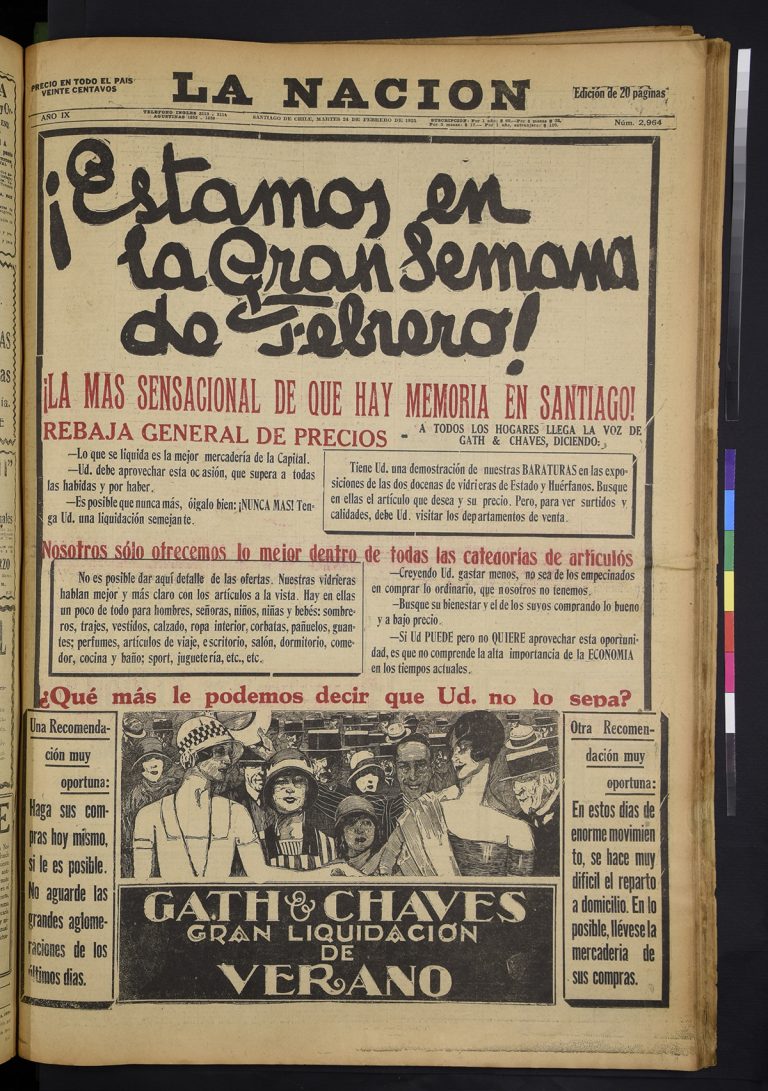 PRECIO EN TODO EL PAIS
VEINTE CENTAVOS
LA NACION
Edición de 20 páginas
AÑO IX
TELEFONO INGLES
AGUSTINAS
SANTIAGO DE CHILE, MARTES 24 DE FEBRERO DE 1925.
SUSCRIPCION: Por 1 año,
Núm. 2,964
¡Estamos en
la Gran Semana
de Febrero!
¡LA MAS SENSACIONAL DE QUE HAY MEMORIA EN SANTIAGO!
REBAJA GENERAL DE PRECIOS -
A TODOS LOS HOGARES LLEGA LA VOZ DE
GATH & CHAVES, DICIENDO:
—Lo que se liquida es la mejor mercadería de la Capital.
—Ud. debe aprovechar esta ocasión, que supera a todas
las habidas y por haber.
—Es posible que nunca más, óigalo bien: ¡NUNCA MAS! Ten-
ga Ud. una liquidación semejante.
Tiene Ud. una demostración de nuestras BARATURAS en las expo-
siciones de las dos docenas de vidrieras de Estado y Huérfanos. Busque
en ellas el artículo que desea y su precio. Pero, para ver surtidos y
calidades, debe Ud. visitar los departamentos de venta.
Nosotros sólo ofrecemos lo mejor dentro de todas las categorías de artículos
No es posible dar aquí detalle de las ofertas. Nuestras vidrieras
hablan mejor y más claro con los artículos a la vista. Hay en ellas
un poco de todo para hombres, señoras, niños, niñas y bebés: sombre-
ros, trajes, vestidos, calzado, ropa interior, corbatas, pañuelos, guan-
tes; perfumes, artículos de viaje, escritorio, salón, dormitorio, come-
dor, cocina y baño; sport, juguetería, etc., etc.
—Creyendo Ud. gastar menos, no sea de los empecinados
en comprar lo ordinario, que nosotros no tenemos.
—Busque su bienestar y el de los suyos comprando lo bueno
y a bajo precio.
—Si Ud PUEDE pero no QUIERE aprovechar esta oportuni-
dad, es que no comprende la alta importancia de la ECONOMIA
en los tiempos actuales.
¿Qué más le podemos decir que Ud. no lo sepa?
Una Recomenda-
ción muy
oportuna:
Haga sus com-
pras hoy mismo,
si le es posible.
No aguarde las
grandes aglome-
raciones de los
últimos días.
GATH & CHAVES
GRAN LIQUIDACION
DE
VERANO
Otra Recomen-
dación muy
oportuna:
En estos días de
enorme movimien
to, se hace muy
difícil el reparto
a domicilio. En lo
posible, llévese la
mercadería de
sus compras.